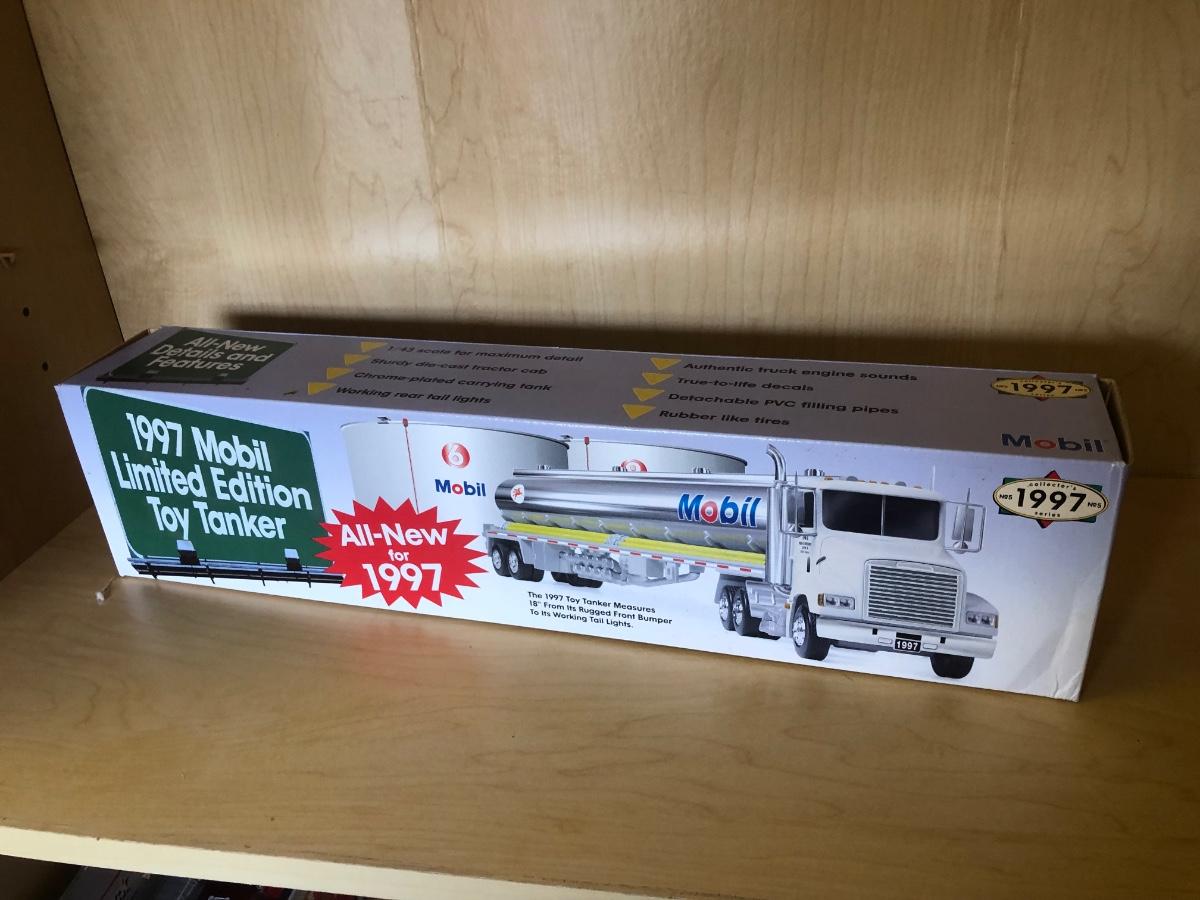 All-New
Details and
Features
1/43 scale for maximum detail
Sturdy die-cast tractor cab
Chrome-plated carrying tank
Working rear tail lights
Authentic truck engine sounds
True-to-life decals
Detachable PVC filling pipes
Rubber like tires
1997
Mobil
1997 Mobil
Limited Edition
Toy Tanker
All-New
for
1997
6
Mobil
Mobil
The 1997 Toy Tanker Measures
18" From Its Rugged Front Bumper
To Its Working Tail Lights.
1997
collector's
Nº5 1997 Nº5
series